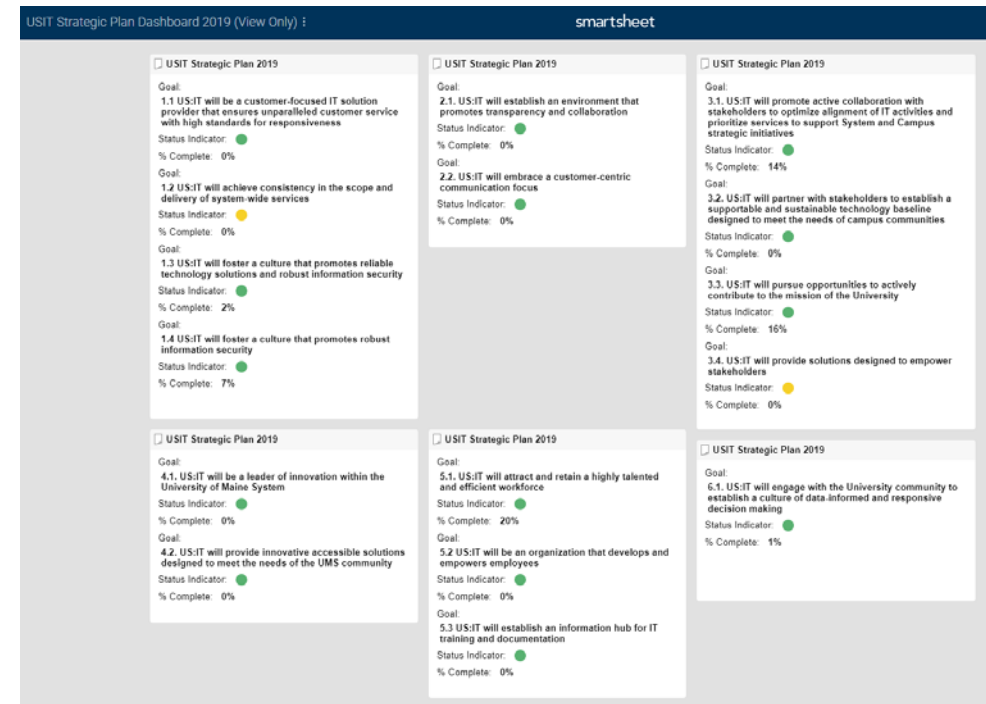 USIT Strategic Plan Dashboard 2019 (View Only)
smartsheet
USIT Strategic Plan 2019
Goal:
1.1 US:IT will be a customer-focused IT solution
provider that ensures unparalleled customer service
with high standards for responsiveness
Status Indicator:
% Complete: 0%
Goal:
1.2 US:IT will achieve consistency in the scope and
delivery of system-wide services
Status Indicator:
% Complete: 0%
Goal:
1.3 US:IT will foster a culture that promotes reliable
technology solutions and robust information security
Status Indicator:
% Complete: 2%
Goal:
1.4 US:IT will foster a culture that promotes robust
information security
Status Indicator:
% Complete: 7%
USIT Strategic Plan 2019
Goal:
2.1. US:IT will establish an environment that
promotes transparency and collaboration
Status Indicator:
% Complete: 0%
Goal:
2.2. US:IT will embrace a customer-centric
communication focus
Status Indicator:
% Complete: 0%
USIT Strategic Plan 2019
Goal:
3.1. US:IT will promote active collaboration with
stakeholders to optimize alignment of IT activities and
prioritize services to support System and Campus
strategic initiatives
Status Indicator:
% Complete: 14%
Goal:
3.2. US:IT will partner with stakeholders to establish a
supportable and sustainable technology baseline
designed to meet the needs of campus communities
Status Indicator:
% Complete: 0%
Goal:
3.3. US:IT will pursue opportunities to actively
contribute to the mission of the University
Status Indicator:
% Complete: 16%
Goal:
3.4. US:IT will provide solutions designed to empower
stakeholders
Status Indicator:
% Complete: 0%
USIT Strategic Plan 2019
Goal:
4.1. US:IT will be a leader of innovation within the
University of Maine System
Status Indicator:
% Complete: 0%
Goal:
4.2. US:IT will provide innovative accessible solutions
designed to meet the needs of the UMS community
Status Indicator:
% Complete: 0%
USIT Strategic Plan 2019
Goal:
5.1. US:IT will attract and retain a highly talented
and efficient workforce
Status Indicator:
% Complete: 20%
Goal:
5.2 US:IT will be an organization that develops and
empowers employees
Status Indicator:
% Complete: 0%
Goal:
5.3 US:IT will establish an information hub for IT
training and documentation
Status Indicator:
% Complete: 0%
USIT Strategic Plan 2019
Goal:
6.1. US:IT will engage with the University community to
establish a culture of data-informed and responsive
decision making
Status Indicator:
% Complete: 1%